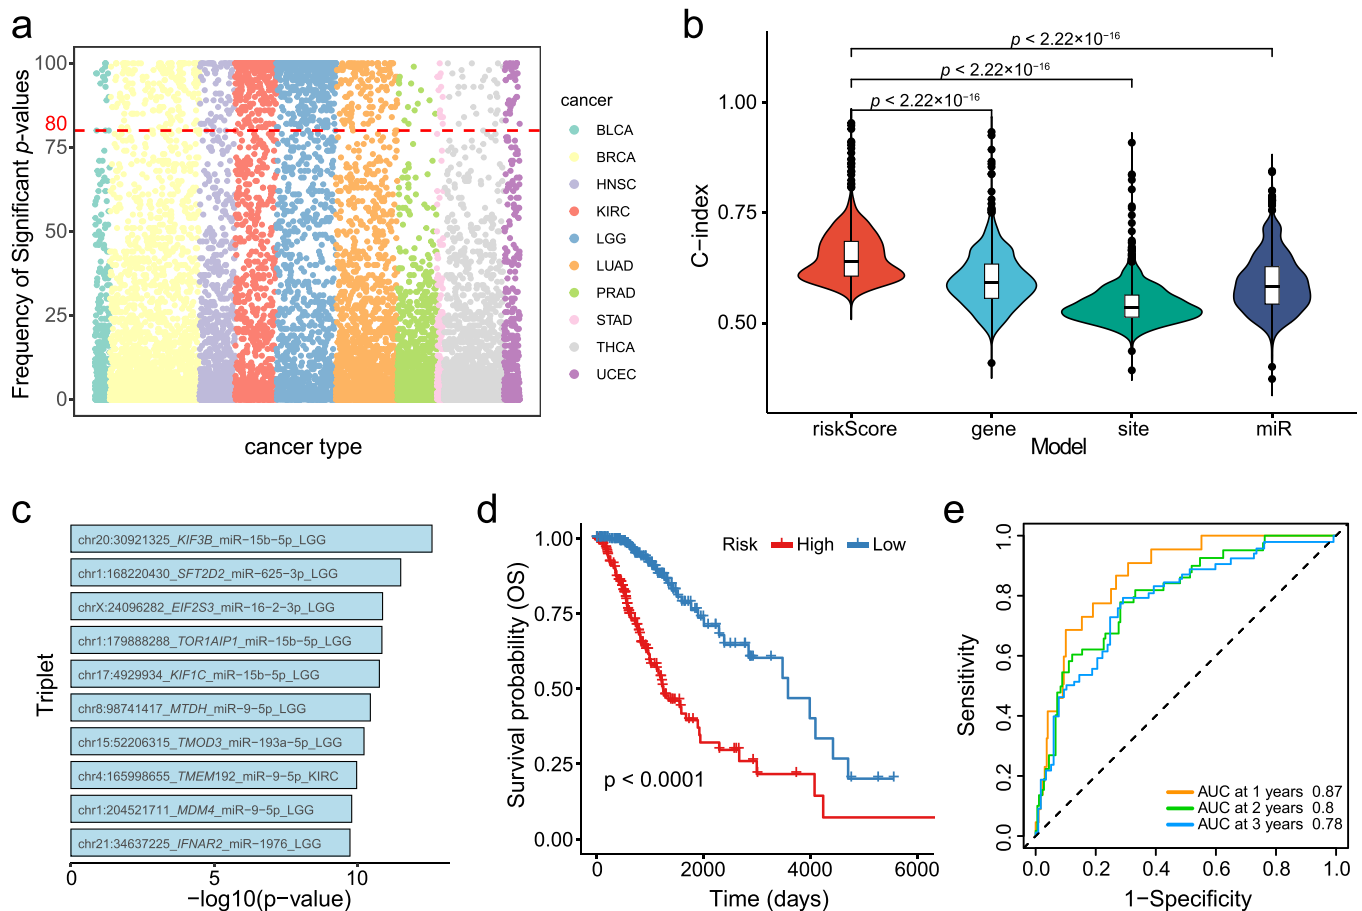 a
Frequency of Significant p-values
100
80
75
50
25
0
cancer type
cancer
BLCA
BRCA
HNSC
KIRC
LGG
LUAD
PRAD
STAD
THCA
UCEC
b
p < 2.22×10⁻¹⁶
p < 2.22×10⁻¹⁶
p < 2.22×10⁻¹⁶
C−index
1.00
0.75
0.50
riskScore gene site miR
Model
c
Triplet
chr20:30921325_KIF3B_miR−15b−5p_LGG
chr1:168220430_SFT2D2_miR−625−3p_LGG
chrX:24096282_EIF2S3_miR−16−2−3p_LGG
chr1:179888288_TOR1AIP1_miR−15b−5p_LGG
chr17:4929934_KIF1C_miR−15b−5p_LGG
chr8:98741417_MTDH_miR−9−5p_LGG
chr15:52206315_TMOD3_miR−193a−5p_LGG
chr4:165998655_TMEM192_miR−9−5p_KIRC
chr1:204521711_MDM4_miR−9−5p_LGG
chr21:34637225_IFNAR2_miR−1976_LGG
0 5 10
−log10(p−value)
d
Survival probability (OS)
1.00
0.75
0.50
0.25
0.00
Risk High Low
p < 0.0001
0 2000 4000 6000
Time (days)
e
Sensitivity
1.0
0.8
0.6
0.4
0.2
0.0
AUC at 1 years 0.87
AUC at 2 years 0.8
AUC at 3 years 0.78
0.0 0.2 0.4 0.6 0.8 1.0
1−Specificity